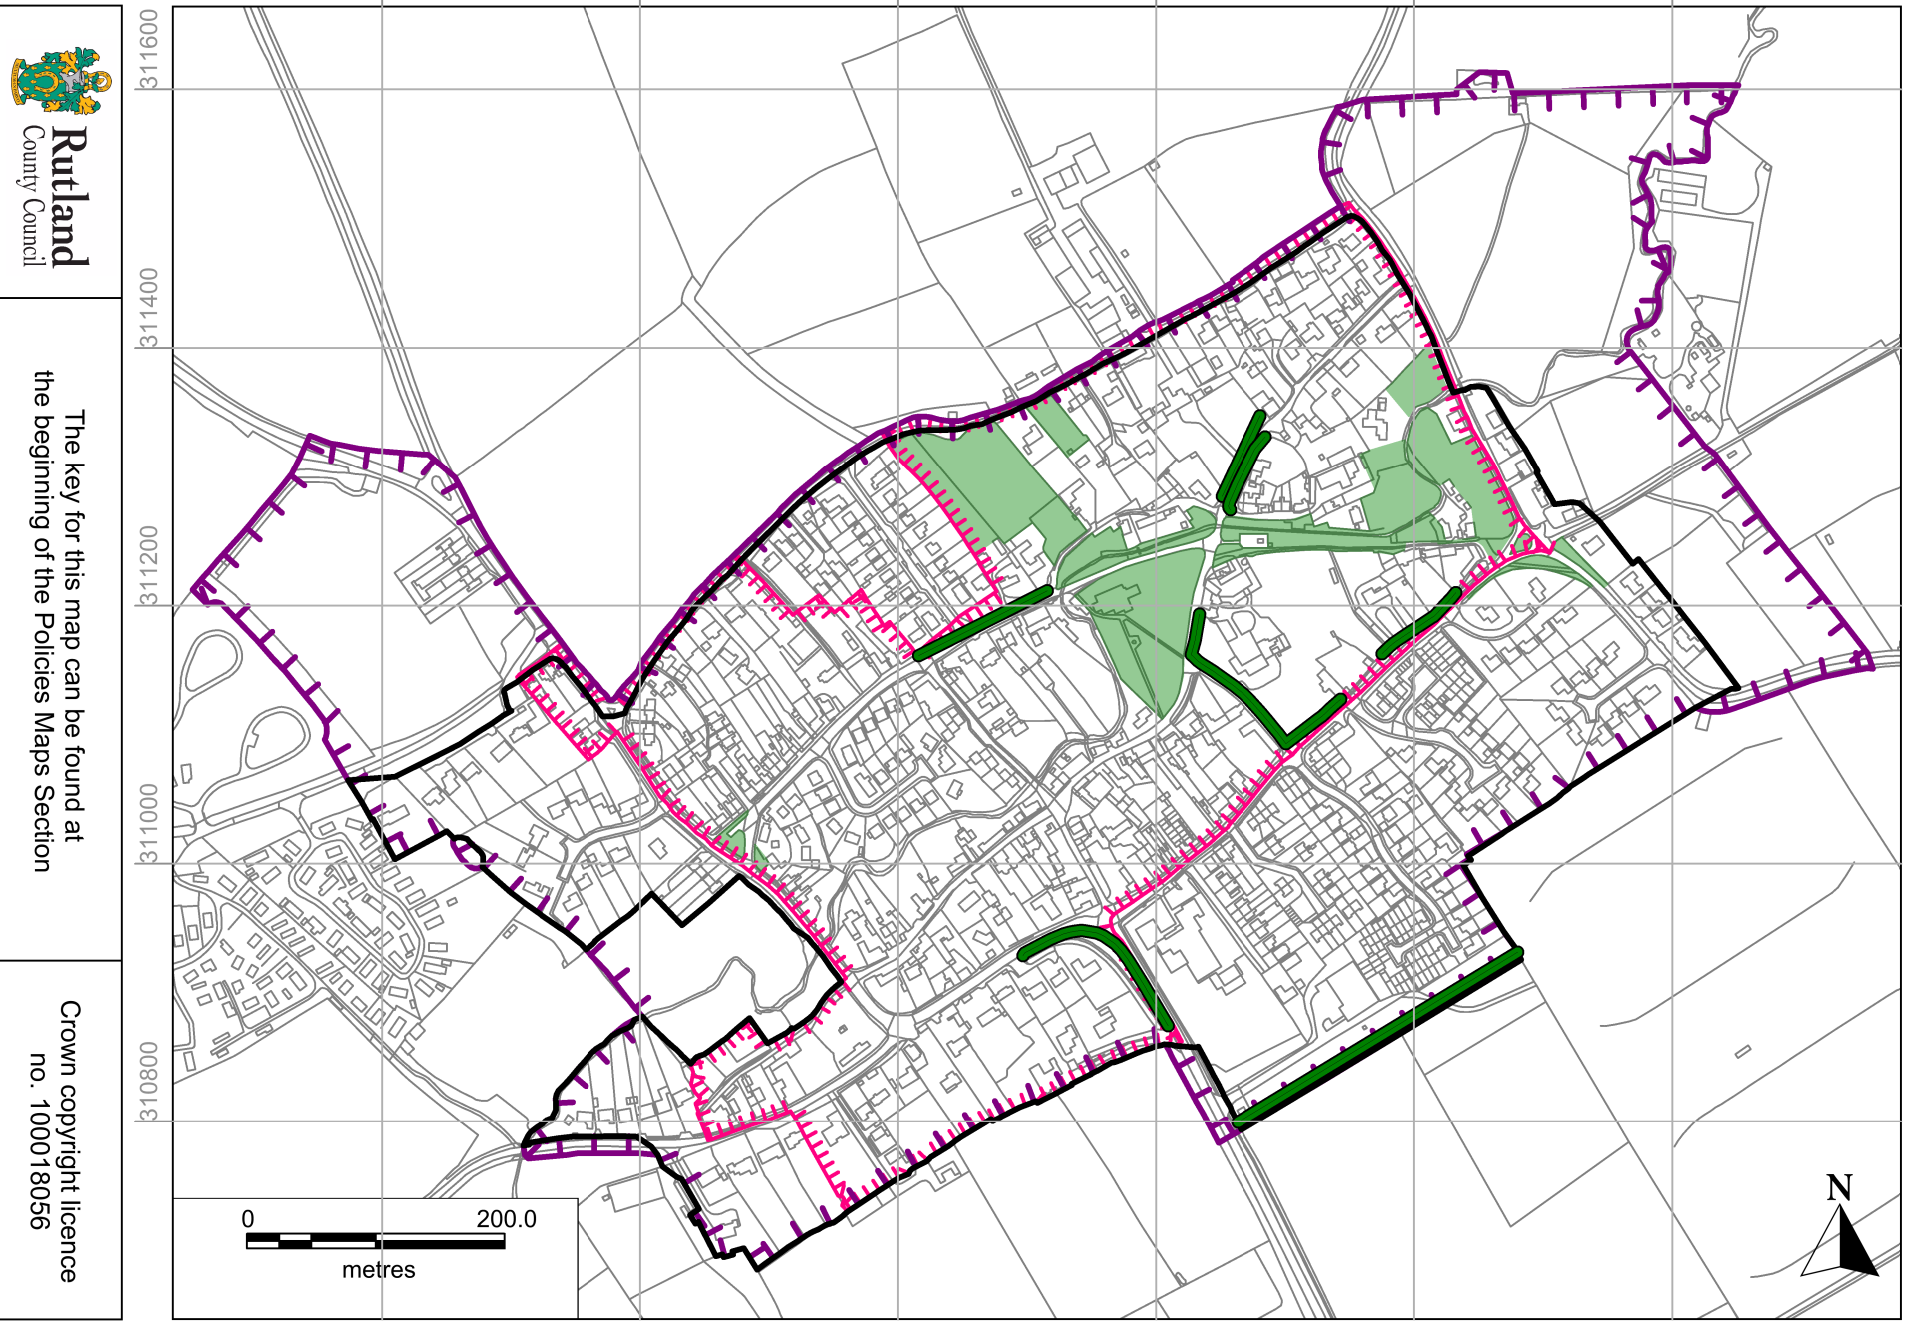 Rutland
County Council
The key for this map can be found at
the beginning of the Policies Maps Section
Crown copyright licence
no. 100018056
311600
311400
311200
311000
310800
0 200.0
metres
N